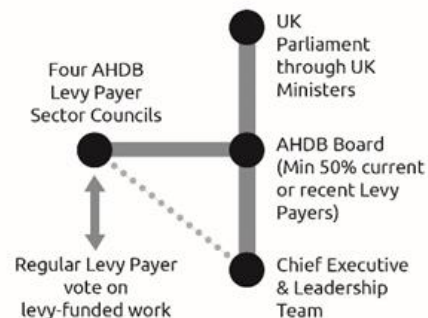 UK
Parliament
through UK
Ministers
Four AHDB
Levy Payer
Sector Councils
AHDB Board
(Min 50% current
or recent Levy
Payers)
Regular Levy Payer
vote on
levy-funded work
Chief Executive
& Leadership
Team